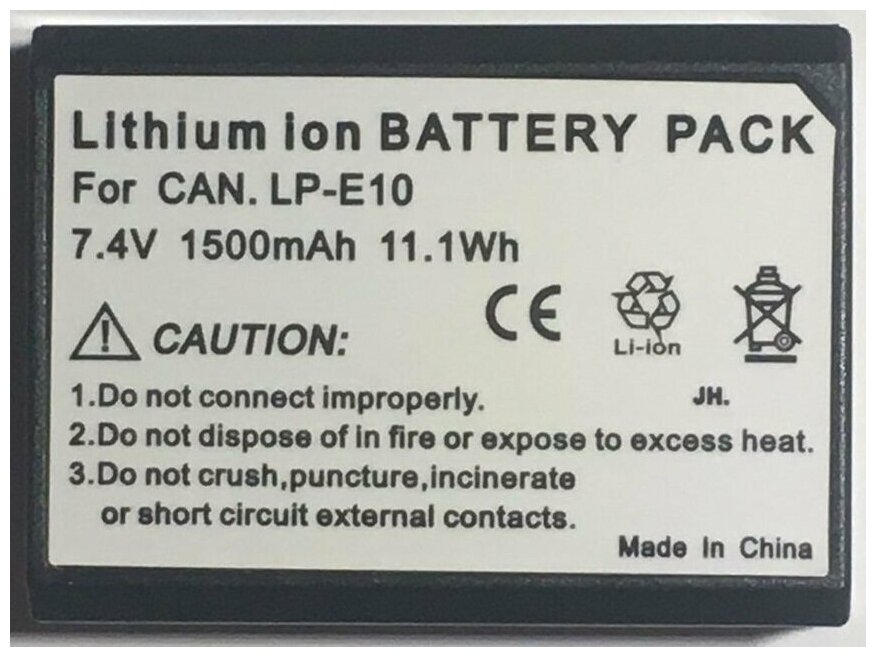 Lithium ion BATTERY PACK
For CAN. LP-E10
7.4V 1500mAh 11.1Wh
CE
Li-ion
! CAUTION:
1.Do not connect improperly. JH.
2.Do not dispose of in fire or expose to excess heat.
3.Do not crush,puncture,incinerate
or short circuit external contacts.
Made In China